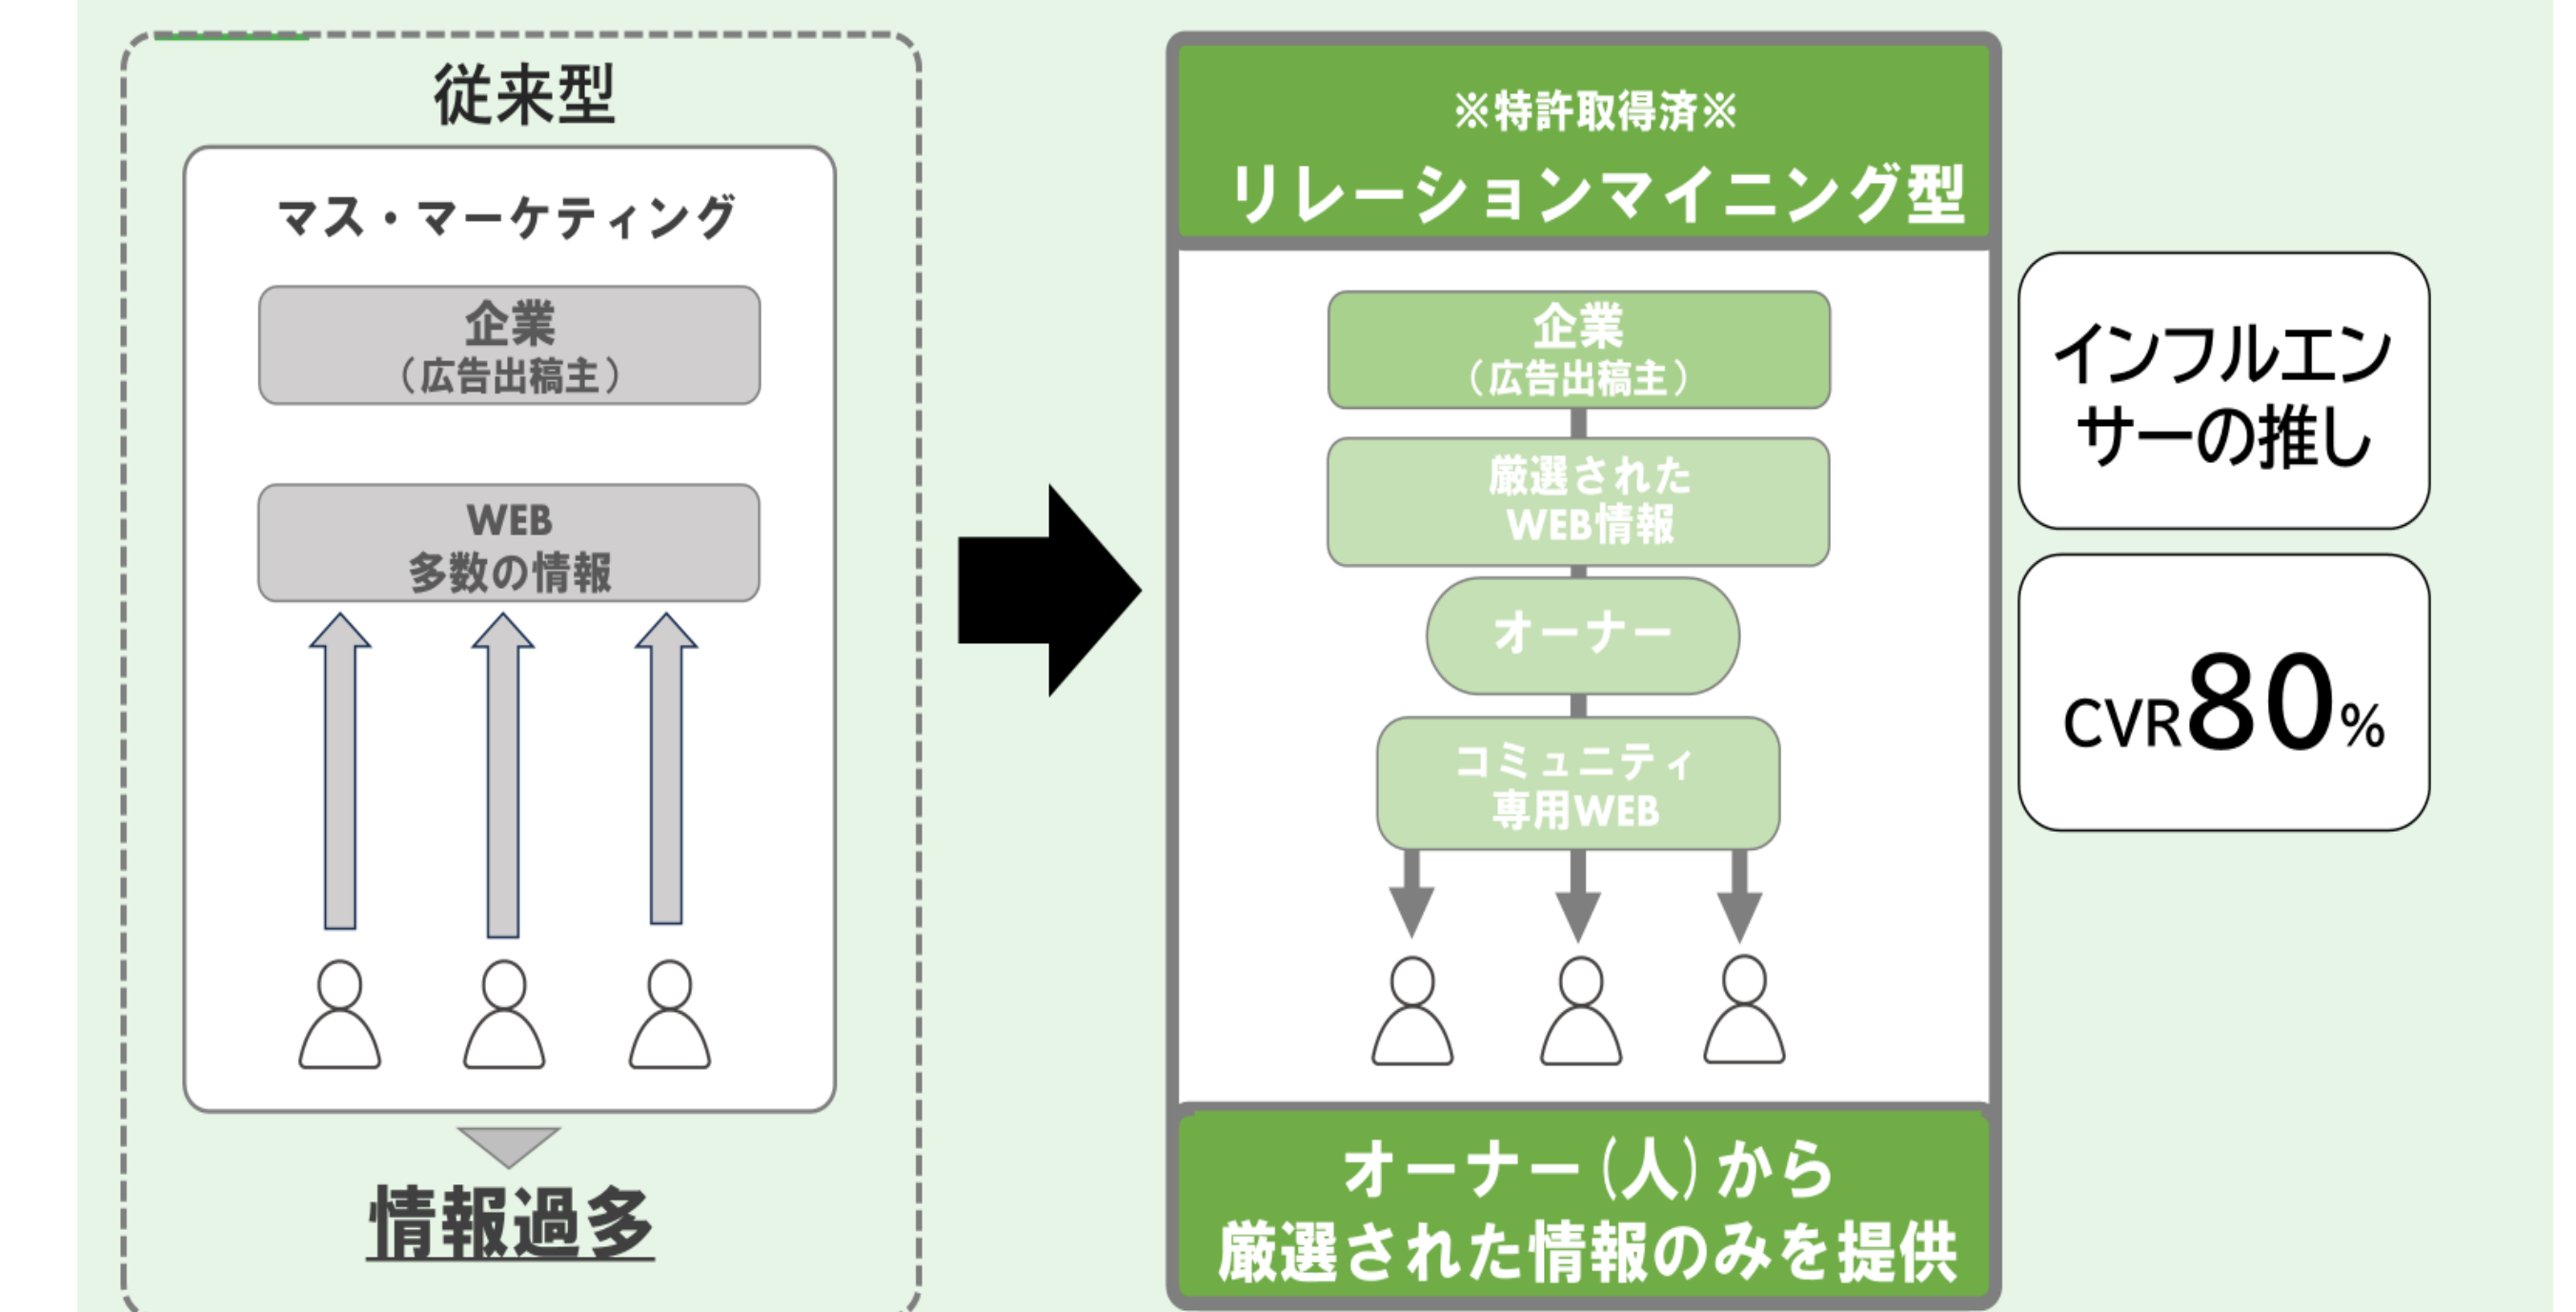 従来型
マス・マーケティング
企業
（広告出稿主）
WEB
多数の情報
情報過多
※特許取得済※
リレーションマイニング型
企業
（広告出稿主）
厳選された
WEB情報
オーナー
コミュニティ
専用WEB
オーナー(人)から
厳選された情報のみを提供
インフルエン
サーの推し
CVR80%